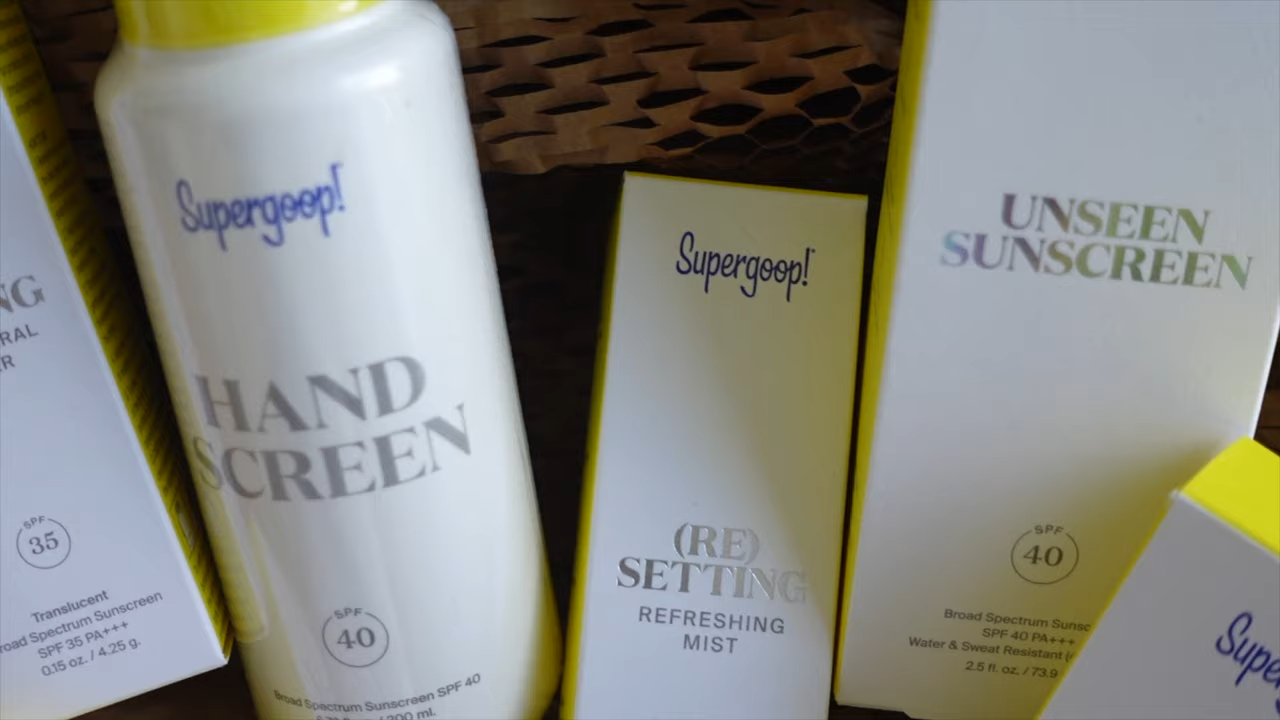 NG
RAL
R
SPF
35
Translucent
road Spectrum Sunscreen
SPF 35 PA+++
0.15 oz. / 4.25 g.
Supergoop!
HAND
SCREEN
SPF
40
Broad Spectrum Sunscreen SPF 40
200 ml.
Supergoop!
(RE)
SETTING
REFRESHING
MIST
UNSEEN
SUNSCREEN
SPF
40
Broad Spectrum Sunsc
SPF 40 PA+++
Water & Sweat Resistant
2.5 fl. oz. / 73.9
Supe